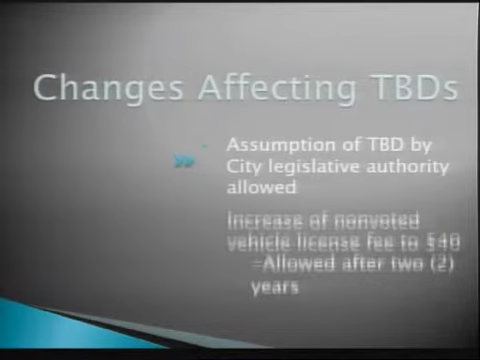 Changes Affecting TBDs
Assumption of TBD by
City legislative authority
allowed
Increase of nonvoted
vehicle license fee to $40
Allowed after two (2)
years